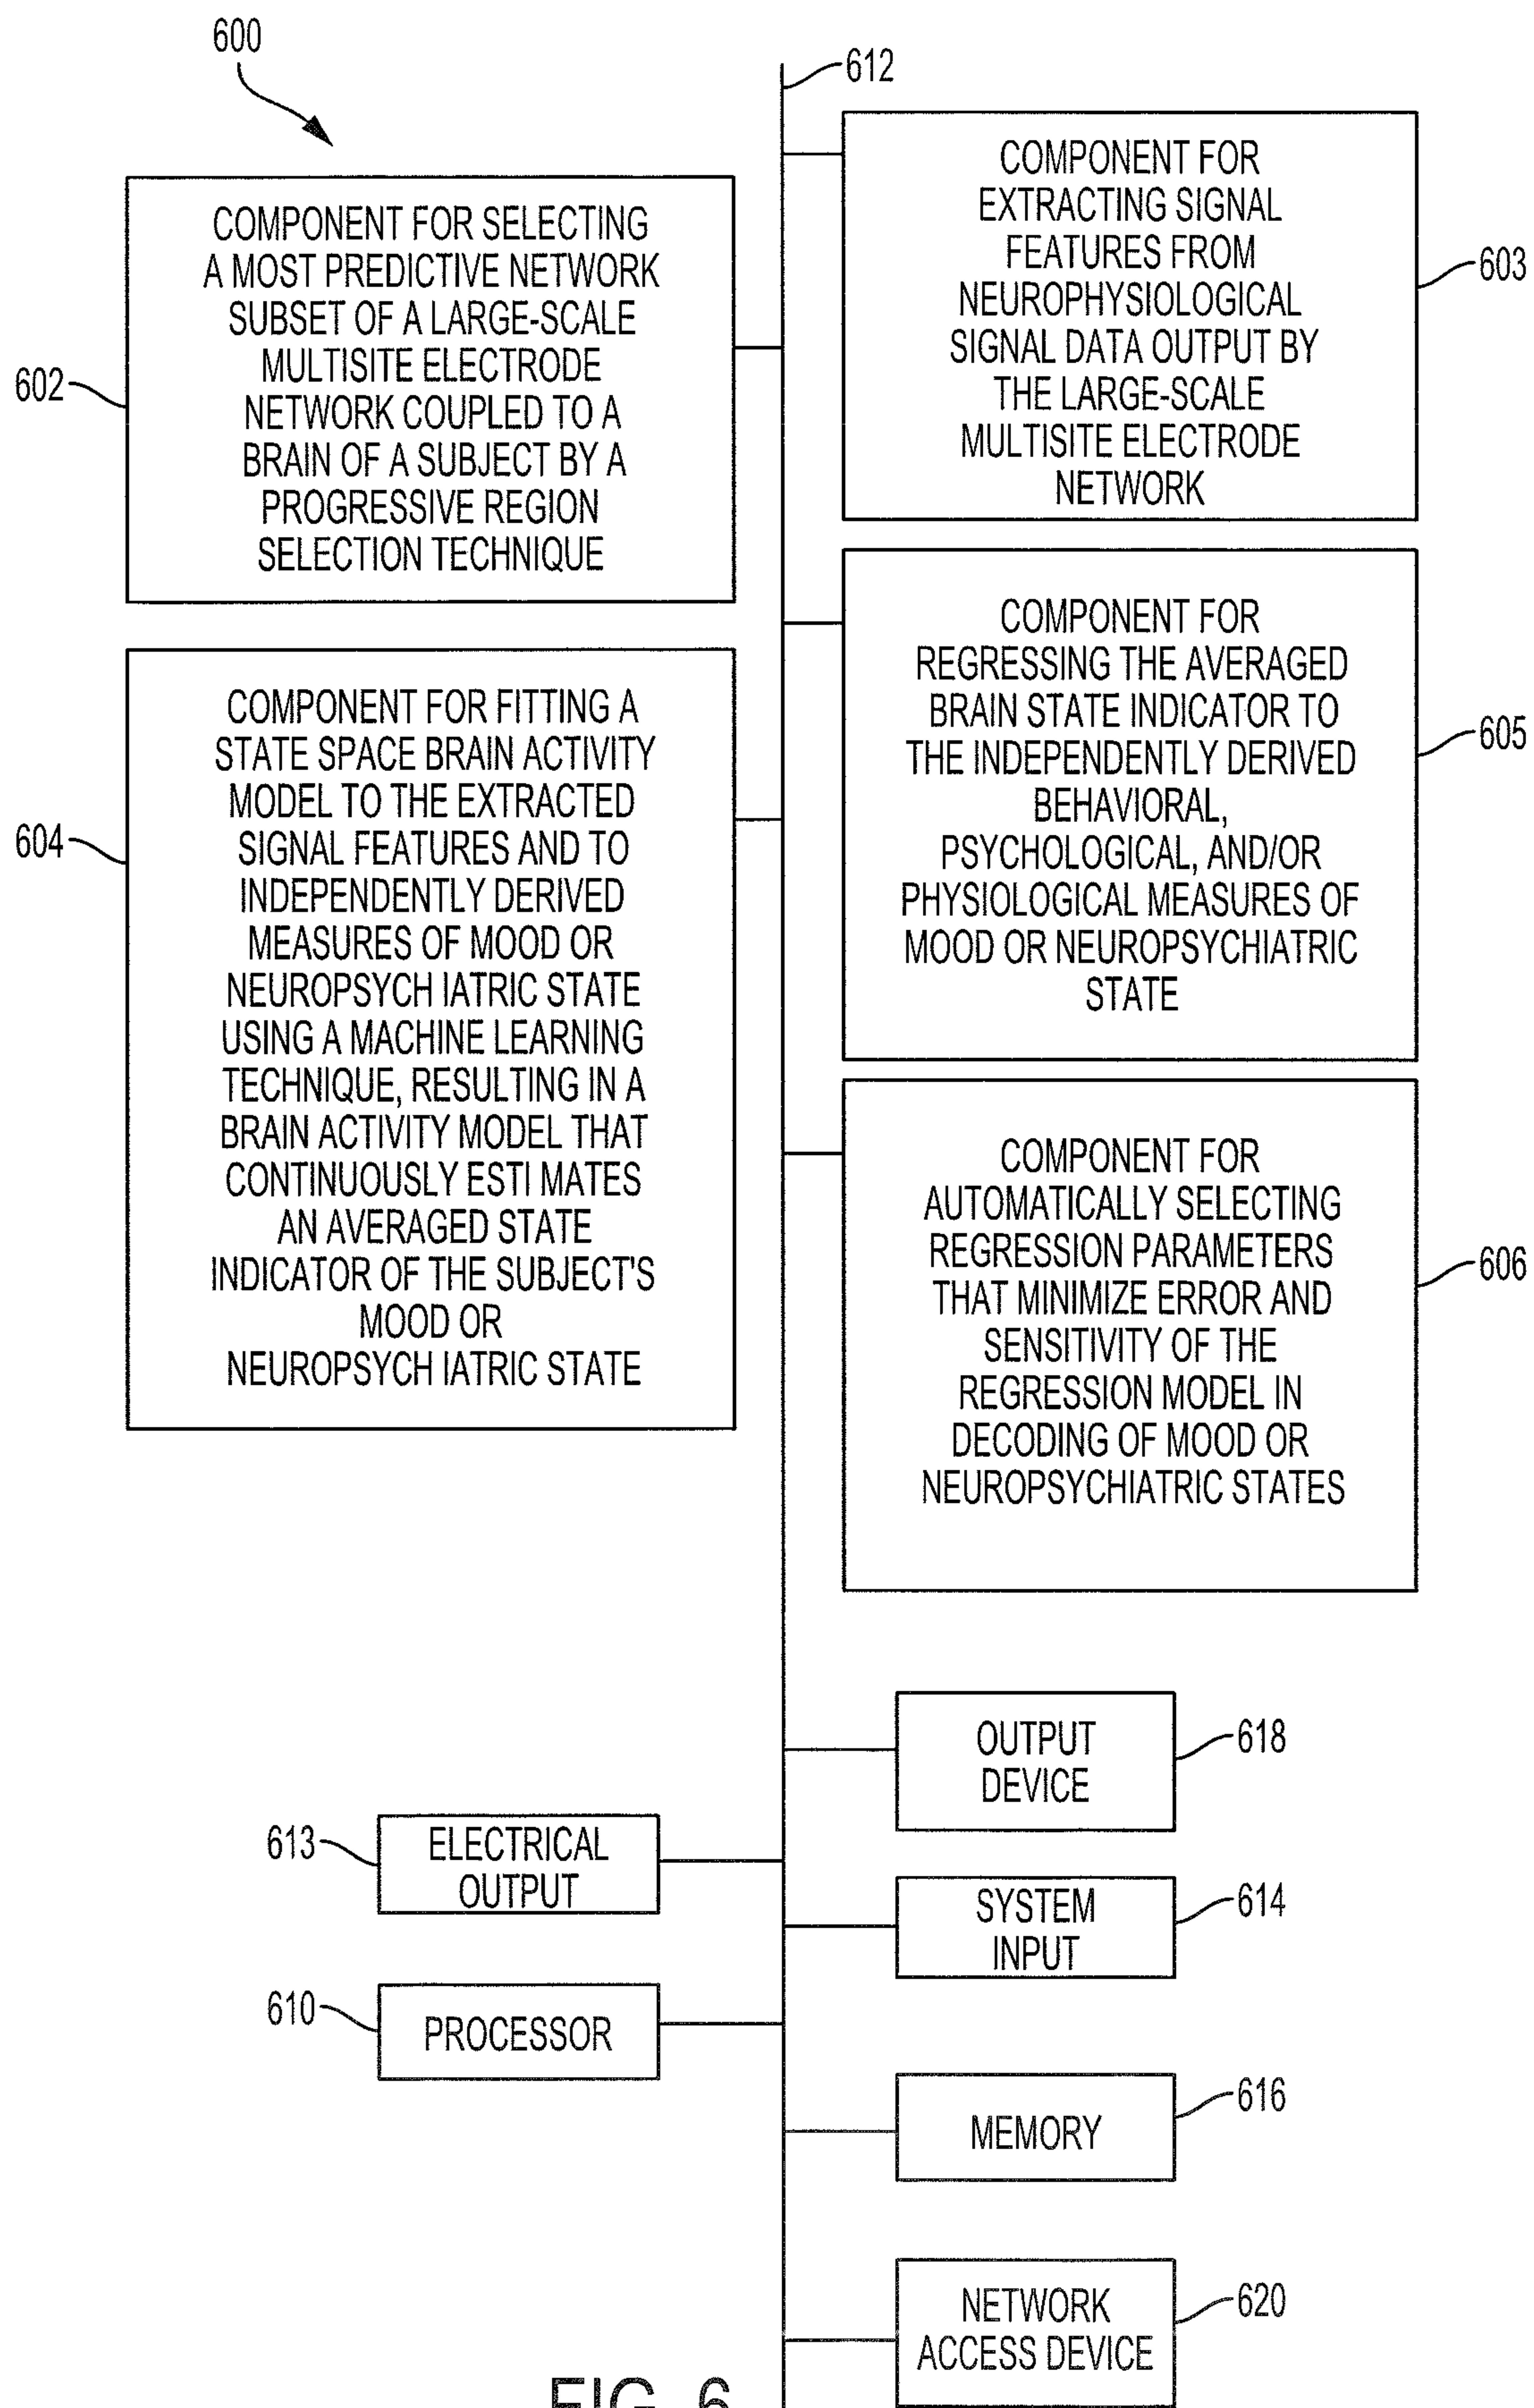 600
612
COMPONENT FOR SELECTING
A MOST PREDICTIVE NETWORK
SUBSET OF A LARGE-SCALE
MULTISITE ELECTRODE
NETWORK COUPLED TO A
BRAIN OF A SUBJECT BY A
PROGRESSIVE REGION
SELECTION TECHNIQUE
602
COMPONENT FOR
EXTRACTING SIGNAL
FEATURES FROM
NEUROPHYSIOLOGICAL
SIGNAL DATA OUTPUT BY
THE LARGE-SCALE
MULTISITE ELECTRODE
NETWORK
603
COMPONENT FOR FITTING A
STATE SPACE BRAIN ACTIVITY
MODEL TO THE EXTRACTED
SIGNAL FEATURES AND TO
INDEPENDENTLY DERIVED
MEASURES OF MOOD OR
NEUROPSYCH IATRIC STATE
USING A MACHINE LEARNING
TECHNIQUE, RESULTING IN A
BRAIN ACTIVITY MODEL THAT
CONTINUOUSLY ESTI MATES
AN AVERAGED STATE
INDICATOR OF THE SUBJECT'S
MOOD OR
NEUROPSYCH IATRIC STATE
604
COMPONENT FOR
REGRESSING THE AVERAGED
BRAIN STATE INDICATOR TO
THE INDEPENDENTLY DERIVED
BEHAVIORAL,
PSYCHOLOGICAL, AND/OR
PHYSIOLOGICAL MEASURES OF
MOOD OR NEUROPSYCHIATRIC
STATE
605
COMPONENT FOR
AUTOMATICALLY SELECTING
REGRESSION PARAMETERS
THAT MINIMIZE ERROR AND
SENSITIVITY OF THE
REGRESSION MODEL IN
DECODING OF MOOD OR
NEUROPSYCHIATRIC STATES
606
OUTPUT
DEVICE
618
613
ELECTRICAL
OUTPUT
SYSTEM
INPUT
614
610
PROCESSOR
MEMORY
616
NETWORK
ACCESS DEVICE
620
FIG. 6